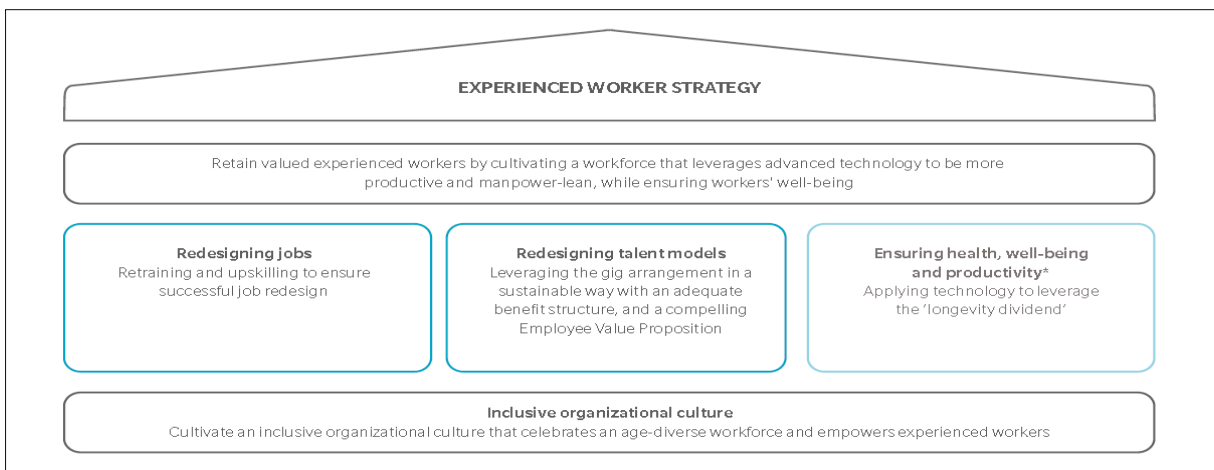 EXPERIENCED WORKER STRATEGY
Retain valued experienced workers by cultivating a workforce that leverages advanced technology to be more
productive and manpower-lean, while ensuring workers' well-being
Redesigning jobs
Retraining and upskilling to ensure
successful job redesign
Redesigning talent models
Leveraging the gig arrangement in a
sustainable way with an adequate
benefit structure, and a compelling
Employee Value Proposition
Ensuring health, well-being
and productivity*
Applying technology to leverage
the ‘longevity dividend’
Inclusive organizational culture
Cultivate an inclusive organizational culture that celebrates an age-diverse workforce and empowers experienced workers